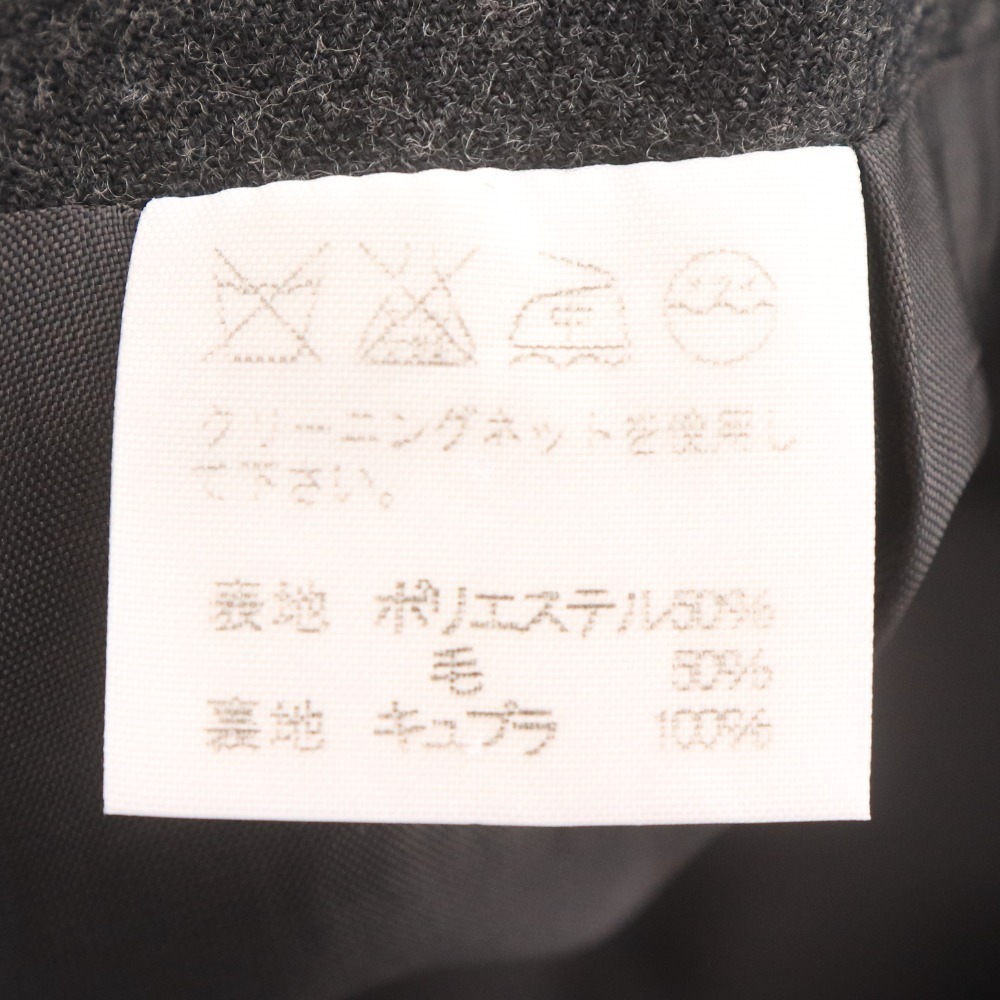 中
クリーニングネットを使用し
て下さい。
表地 ポリエステル50%
毛 50%
裏地 キュプラ 100%